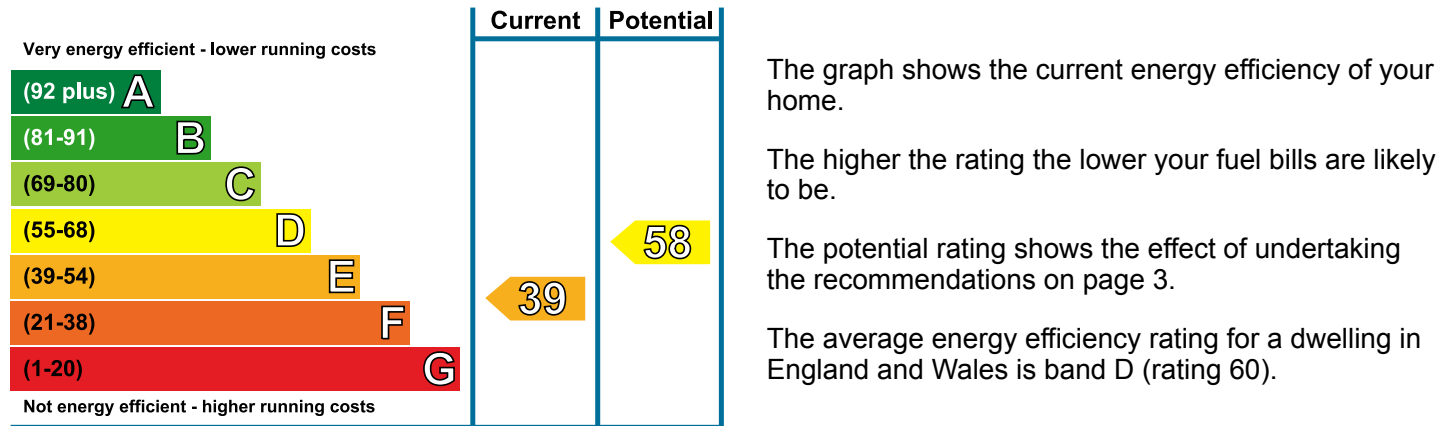 Current Potential
Very energy efficient - lower running costs
(92 plus) A
(81-91) B
(69-80) C
(55-68) D
(39-54) E
(21-38) F
(1-20) G
Not energy efficient - higher running costs
39
58
The graph shows the current energy efficiency of your
home.
The higher the rating the lower your fuel bills are likely
to be.
The potential rating shows the effect of undertaking
the recommendations on page 3.
The average energy efficiency rating for a dwelling in
England and Wales is band D (rating 60).